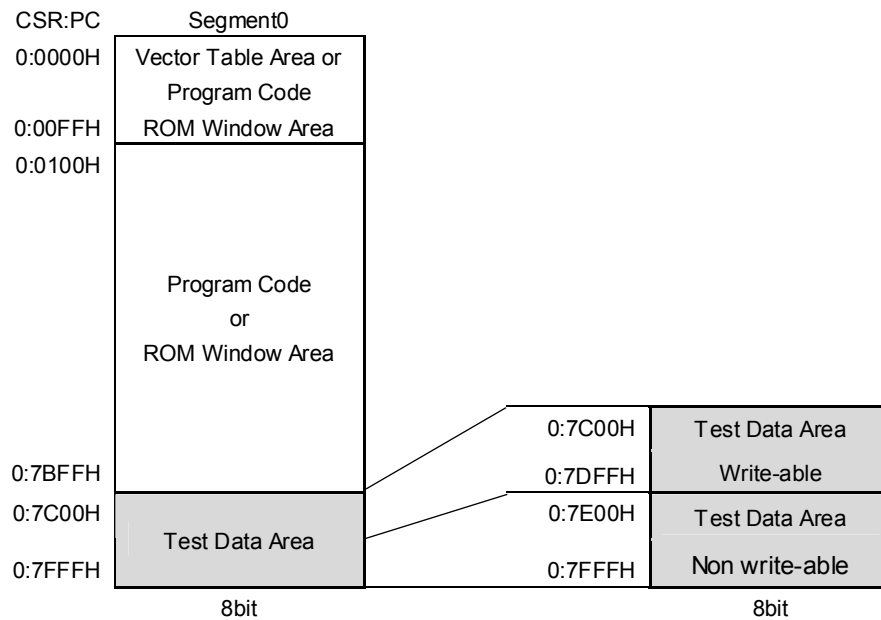 CSR:PC Segment0
0:0000H Vector Table Area or
Program Code
0:00FFH ROM Window Area
0:0100H
Program Code
or
ROM Window Area
0:7BFFH
0:7C00H
Test Data Area
0:7FFFH
8bit
0:7C00H Test Data Area
0:7DFFH Write-able
0:7E00H Test Data Area
0:7FFFH Non write-able
8bit